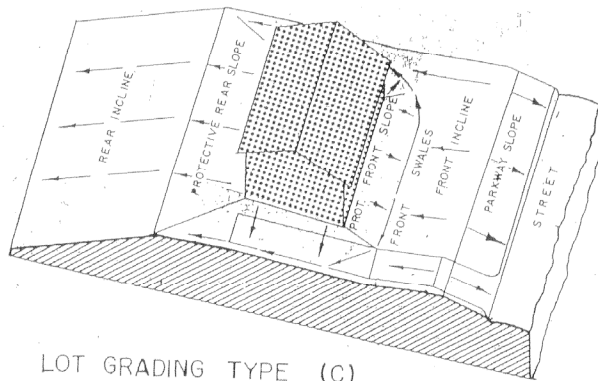 REAR INCLINE
PROTECTIVE REAR SLOPE
PROT FRONT SLOPE
FRONT SWALES
FRONT INCLINE
PARKWAY SLOPE
STREET
LOT GRADING TYPE (C)